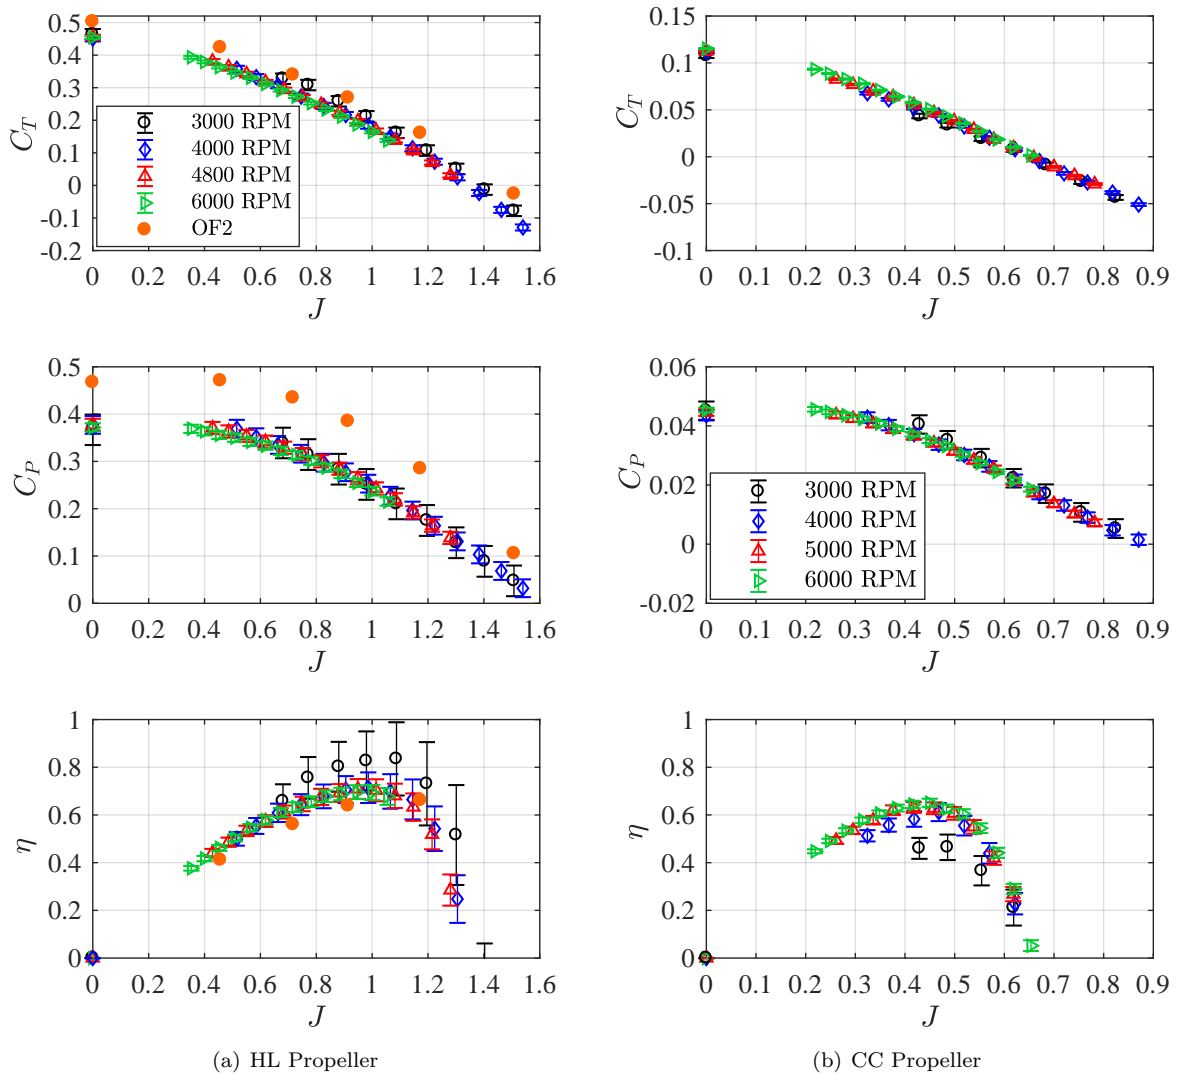 0.5
0.4
0.3
0.2
0.1
0
-0.1
-0.2
C_T
3000 RPM
4000 RPM
4800 RPM
6000 RPM
OF2
0 0.2 0.4 0.6 0.8 1 1.2 1.4 1.6
J
0.15
0.1
0.05
0
-0.05
-0.1
C_T
0 0.1 0.2 0.3 0.4 0.5 0.6 0.7 0.8 0.9
J
0.5
0.4
0.3
0.2
0.1
0
C_P
0 0.2 0.4 0.6 0.8 1 1.2 1.4 1.6
J
0.06
0.04
0.02
0
-0.02
C_P
3000 RPM
4000 RPM
5000 RPM
6000 RPM
0 0.1 0.2 0.3 0.4 0.5 0.6 0.7 0.8 0.9
J
1
0.8
0.6
0.4
0.2
0
η
0 0.2 0.4 0.6 0.8 1 1.2 1.4 1.6
J
(a) HL Propeller
1
0.8
0.6
0.4
0.2
0
η
0 0.1 0.2 0.3 0.4 0.5 0.6 0.7 0.8 0.9
J
(b) CC Propeller